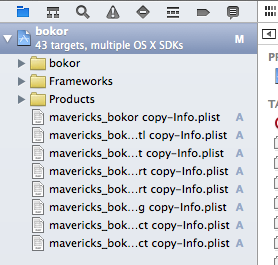 bokor
43 targets, multiple OS X SDKs M
bokor
Frameworks
Products
mavericks_bokor copy-Info.plist A
mavericks_bok...tl copy-Info.plist A
mavericks_bok...t copy-Info.plist A
mavericks_bok...rt copy-Info.plist A
mavericks_bok...rt copy-Info.plist A
mavericks_bok...g copy-Info.plist A
mavericks_bok...ct copy-Info.plist A
mavericks_bok...ct copy-Info.plist A
P
TA